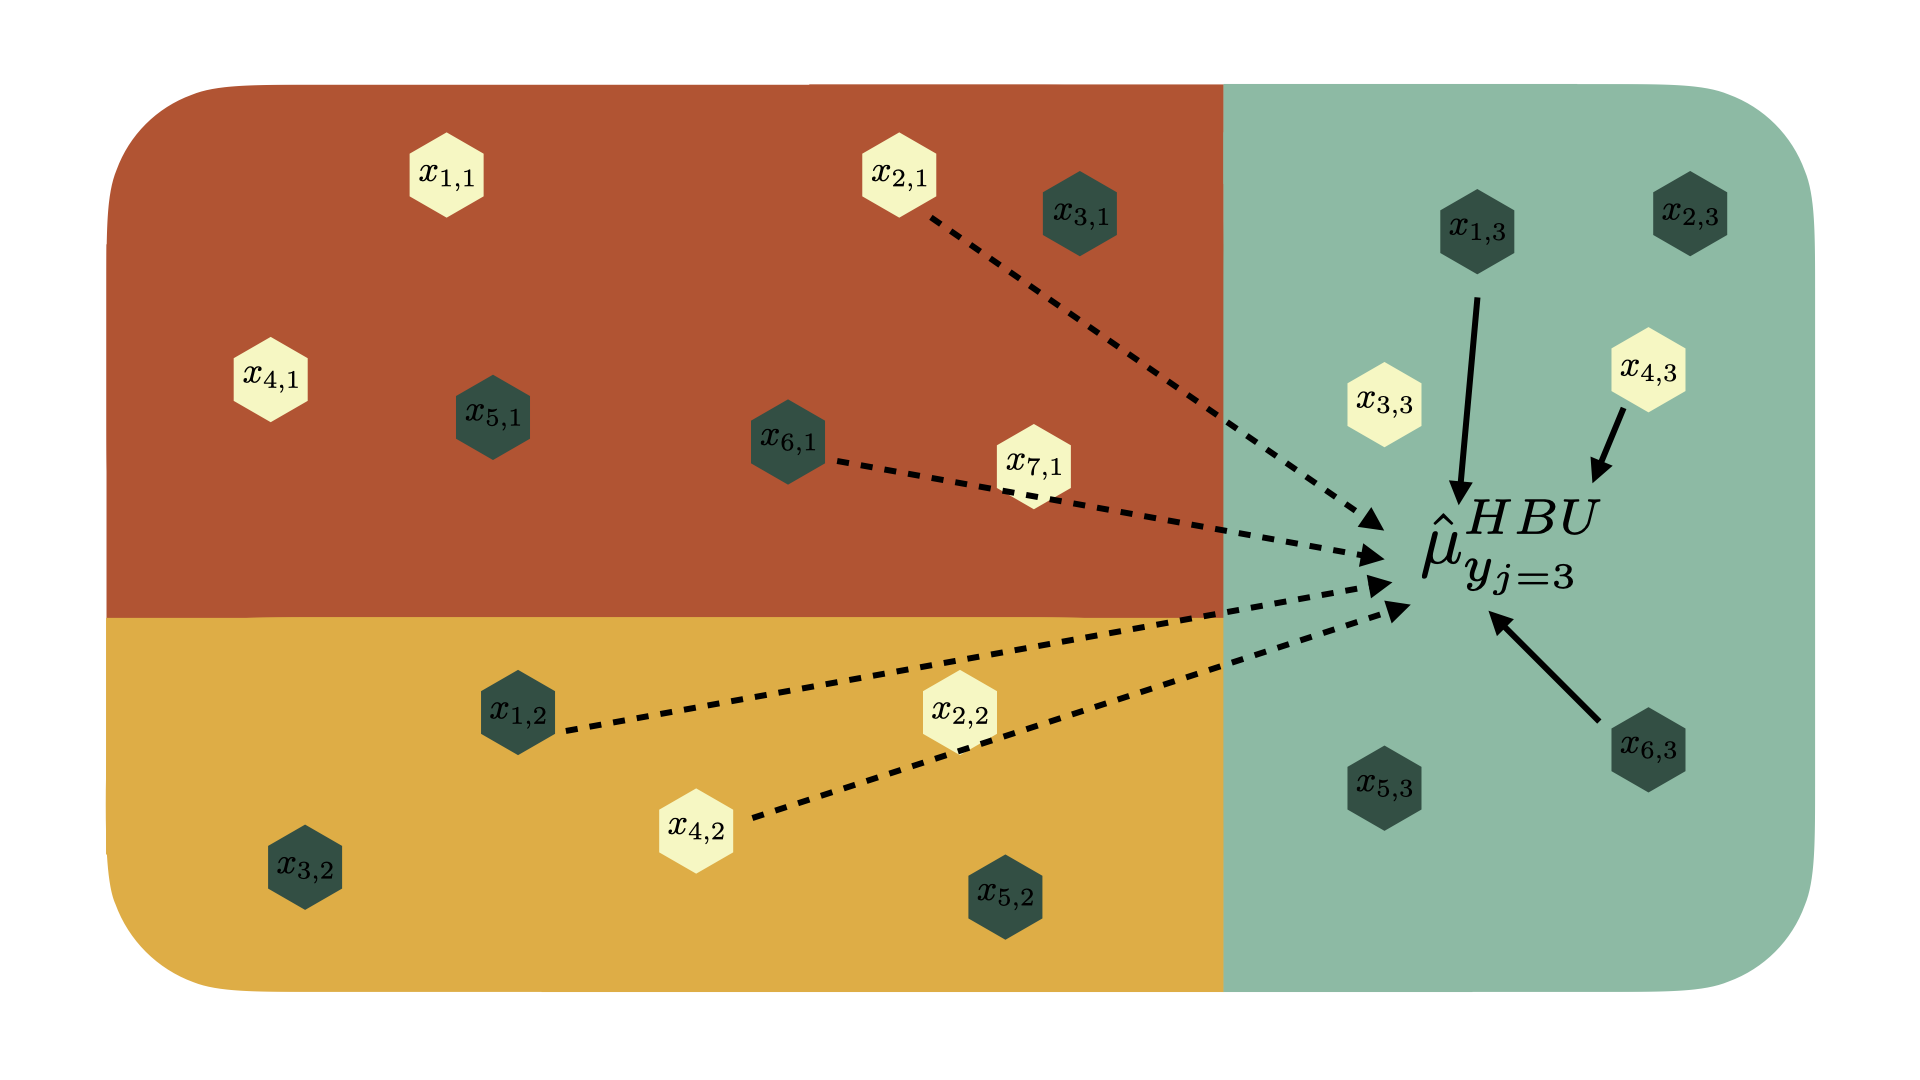 x_{1,1}
x_{2,1}
x_{3,1}
x_{4,1}
x_{5,1}
x_{6,1}
x_{7,1}
x_{1,2}
x_{2,2}
x_{3,2}
x_{4,2}
x_{5,2}
x_{1,3}
x_{2,3}
x_{3,3}
x_{4,3}
\hat{\mu}_{y_{j=3}}^{HBU}
x_{5,3}
x_{6,3}